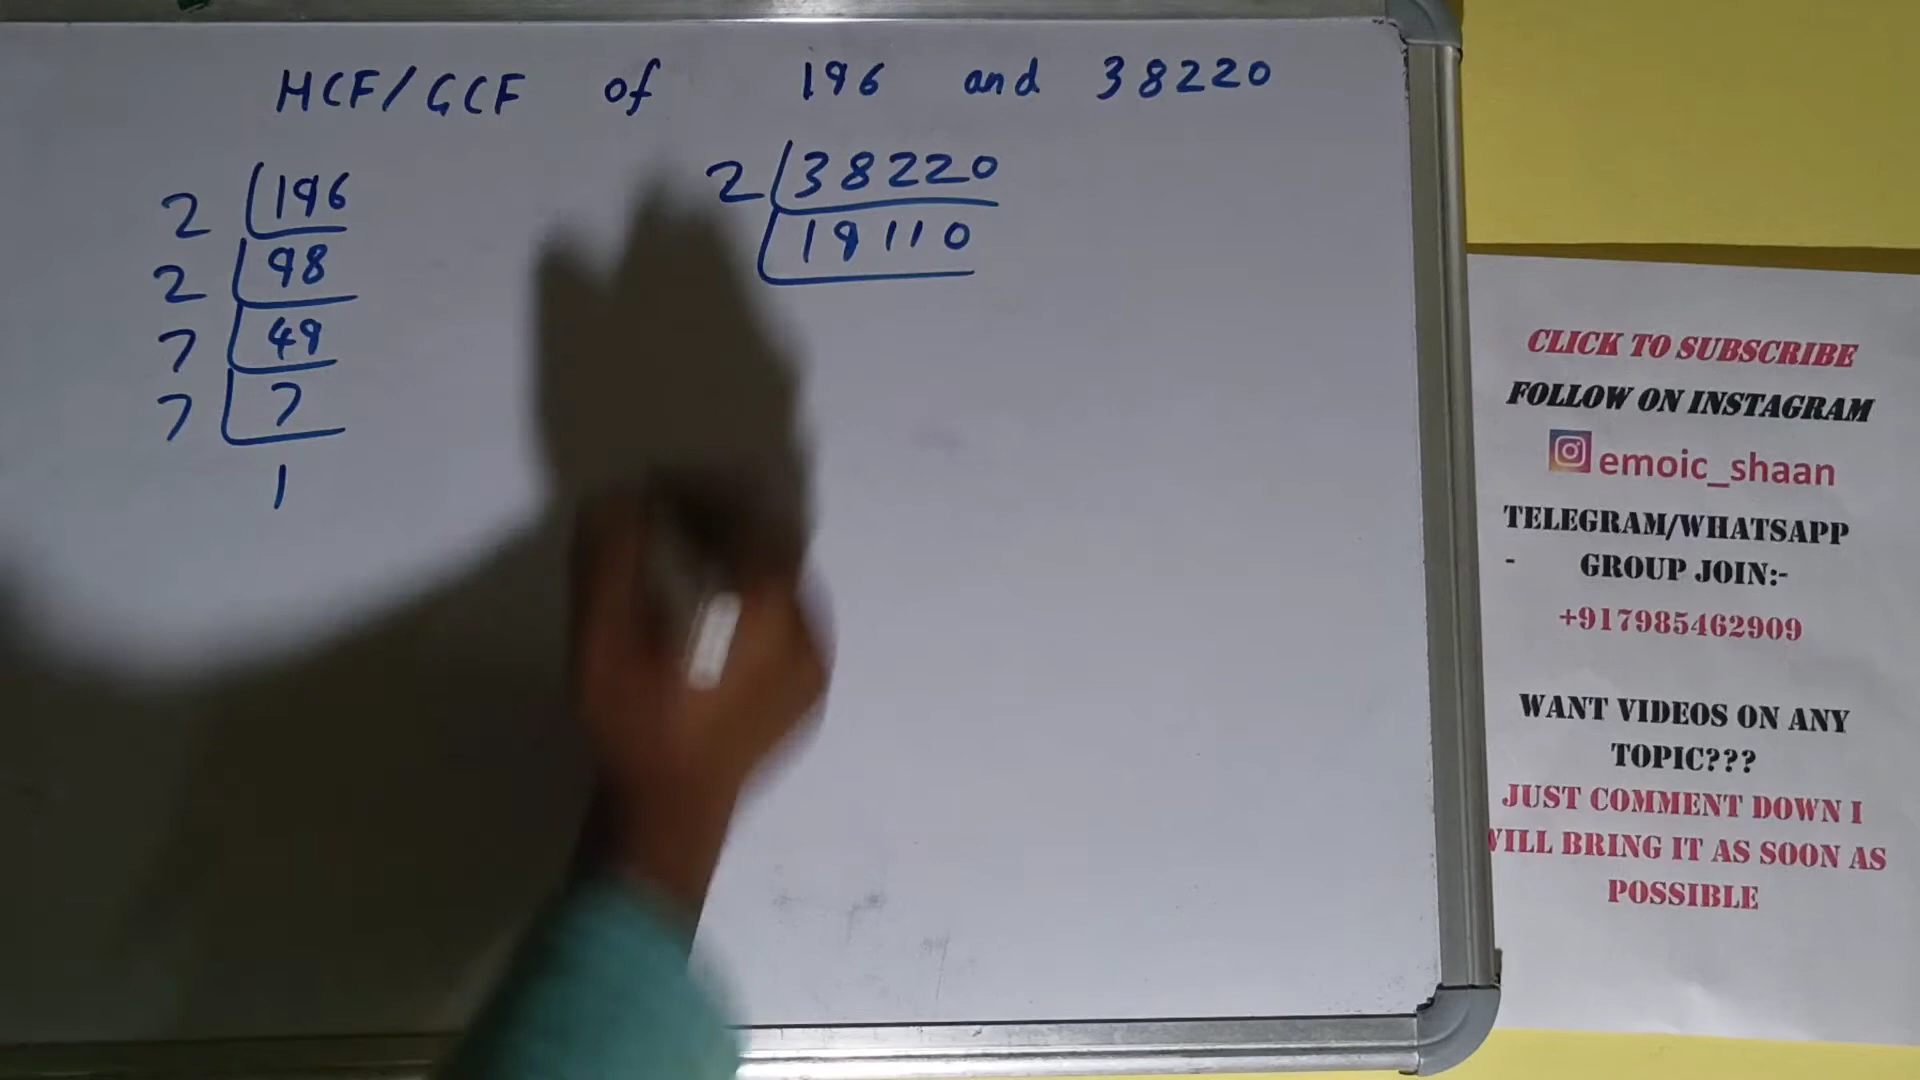 HCF/GCF of 196 and 38220
2 196
2 98
7 49
7 7
1
2 38220
19110
CLICK TO SUBSCRIBE
FOLLOW ON INSTAGRAM
emoic_shaan
TELEGRAM/WHATSAPP
- GROUP JOIN:-
+917985462909
WANT VIDEOS ON ANY
TOPIC???
JUST COMMENT DOWN I
WILL BRING IT AS SOON AS
POSSIBLE